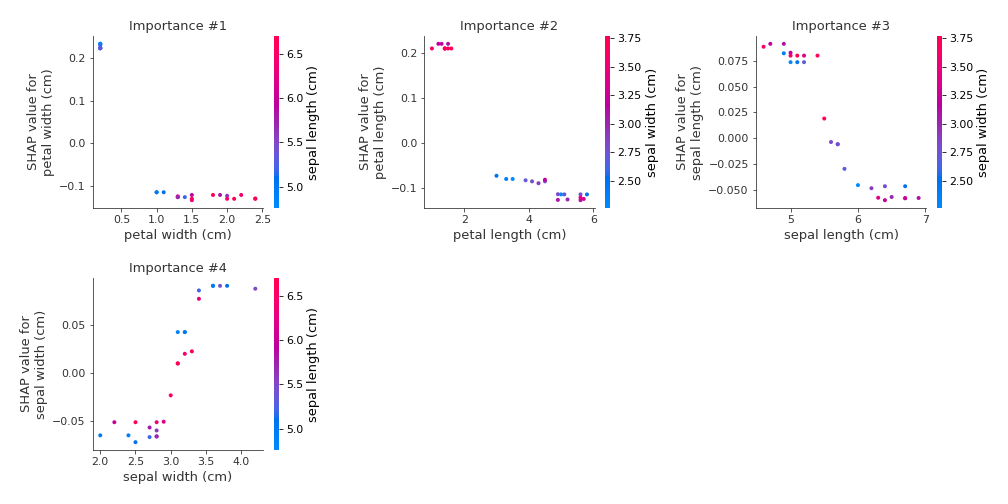 Importance #1
SHAP value for
petal width (cm)
0.2
0.1
0.0
−0.1
0.5
1.0
1.5
2.0
2.5
petal width (cm)
6.5
6.0
5.5
5.0
sepal length (cm)
Importance #2
SHAP value for
petal length (cm)
0.2
0.1
0.0
−0.1
2
4
6
petal length (cm)
3.75
3.50
3.25
3.00
2.75
2.50
sepal width (cm)
Importance #3
SHAP value for
sepal length (cm)
0.075
0.050
0.025
0.000
−0.025
−0.050
5
6
7
sepal length (cm)
3.75
3.50
3.25
3.00
2.75
2.50
sepal width (cm)
Importance #4
SHAP value for
sepal width (cm)
0.05
0.00
−0.05
2.0
2.5
3.0
3.5
4.0
sepal width (cm)
6.5
6.0
5.5
5.0
sepal length (cm)